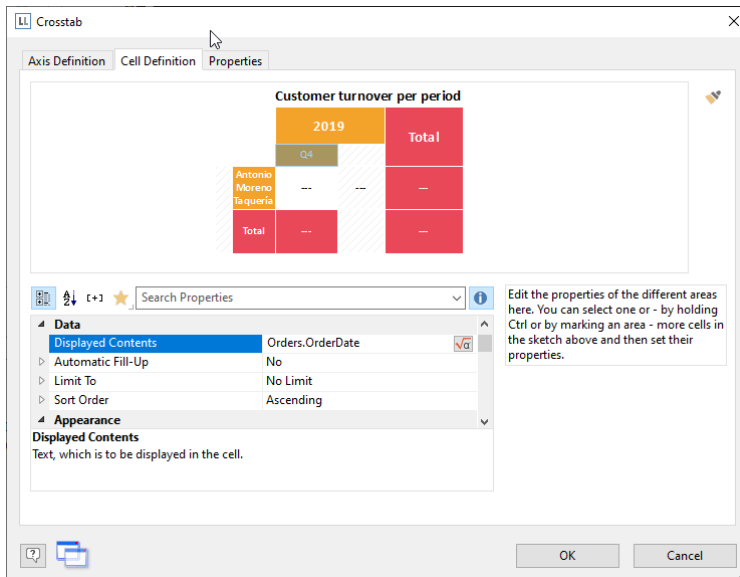 LL Crosstab
Axis Definition Cell Definition Properties
Customer turnover per period
2019 Total
Q4
Antonio
Moreno
Taquería
--- --- ---
Total --- ---
A Z [+] Search Properties
Data
Displayed Contents Orders.OrderDate √α
Automatic Fill-Up No
Limit To No Limit
Sort Order Ascending
Appearance
Displayed Contents
Text, which is to be displayed in the cell.
Edit the properties of the different areas
here. You can select one or - by holding
Ctrl or by marking an area - more cells in
the sketch above and then set their
properties.
? OK Cancel